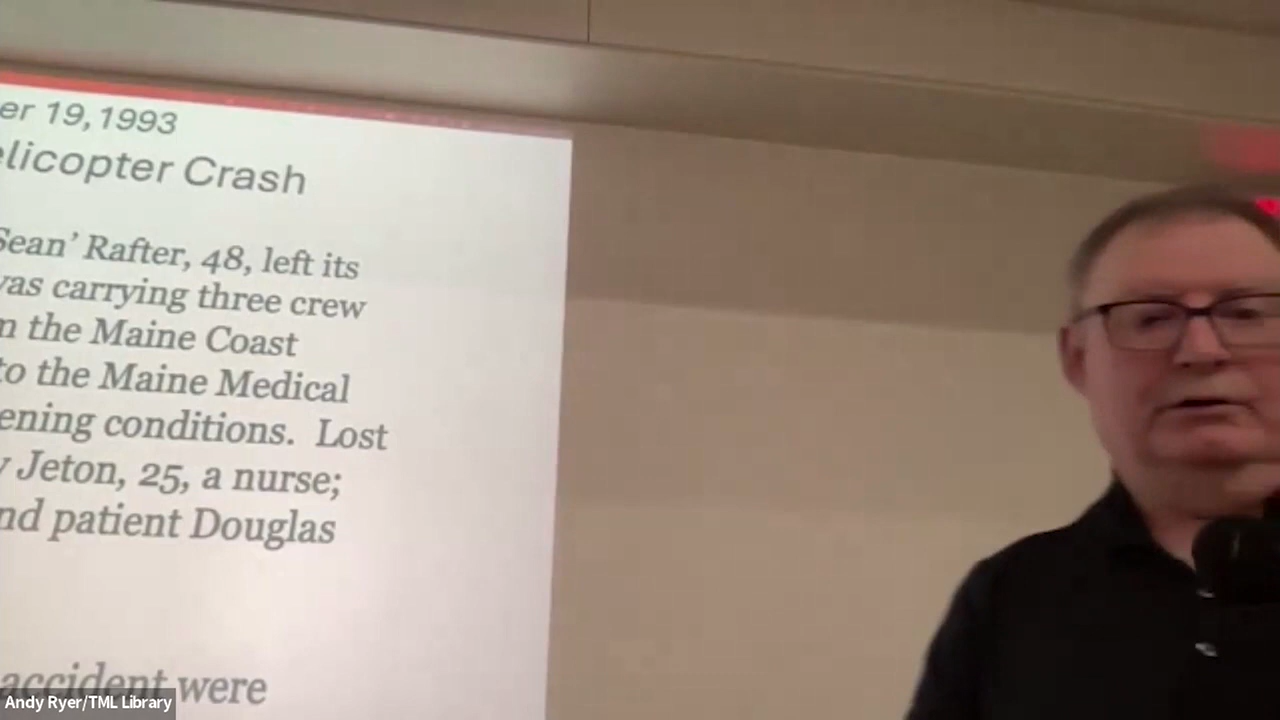 er 19,1993
elicopter Crash
Sean’ Rafter, 48, left its
vas carrying three crew
n the Maine Coast
to the Maine Medical
ening conditions. Lost
y Jeton, 25, a nurse;
nd patient Douglas
accident were
Andy Ryer/TML Library